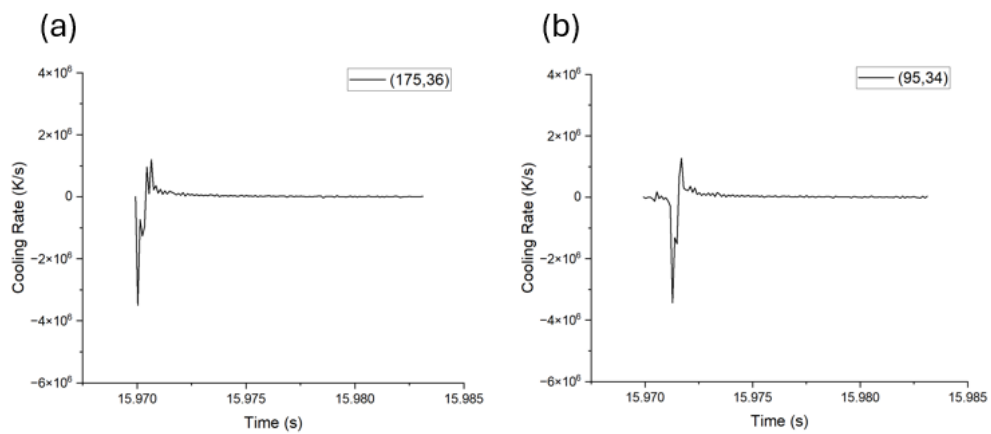 (a)
(175,36)
4×10⁶
2×10⁶
0
−2×10⁶
−4×10⁶
−6×10⁶
Cooling Rate (K/s)
15.970 15.975 15.980 15.985
Time (s)
(b)
(95,34)
4×10⁶
2×10⁶
0
−2×10⁶
−4×10⁶
−6×10⁶
Cooling Rate (K/s)
15.970 15.975 15.980 15.985
Time (s)